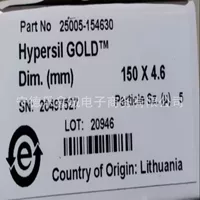 Part No 25005-154630
Hypersil GOLD™
Dim. (mm) 150 X 4.6
SN: 20497527 Particle Sz. (µ) 5
LOT: 20946
Country of Origin: Lithuania